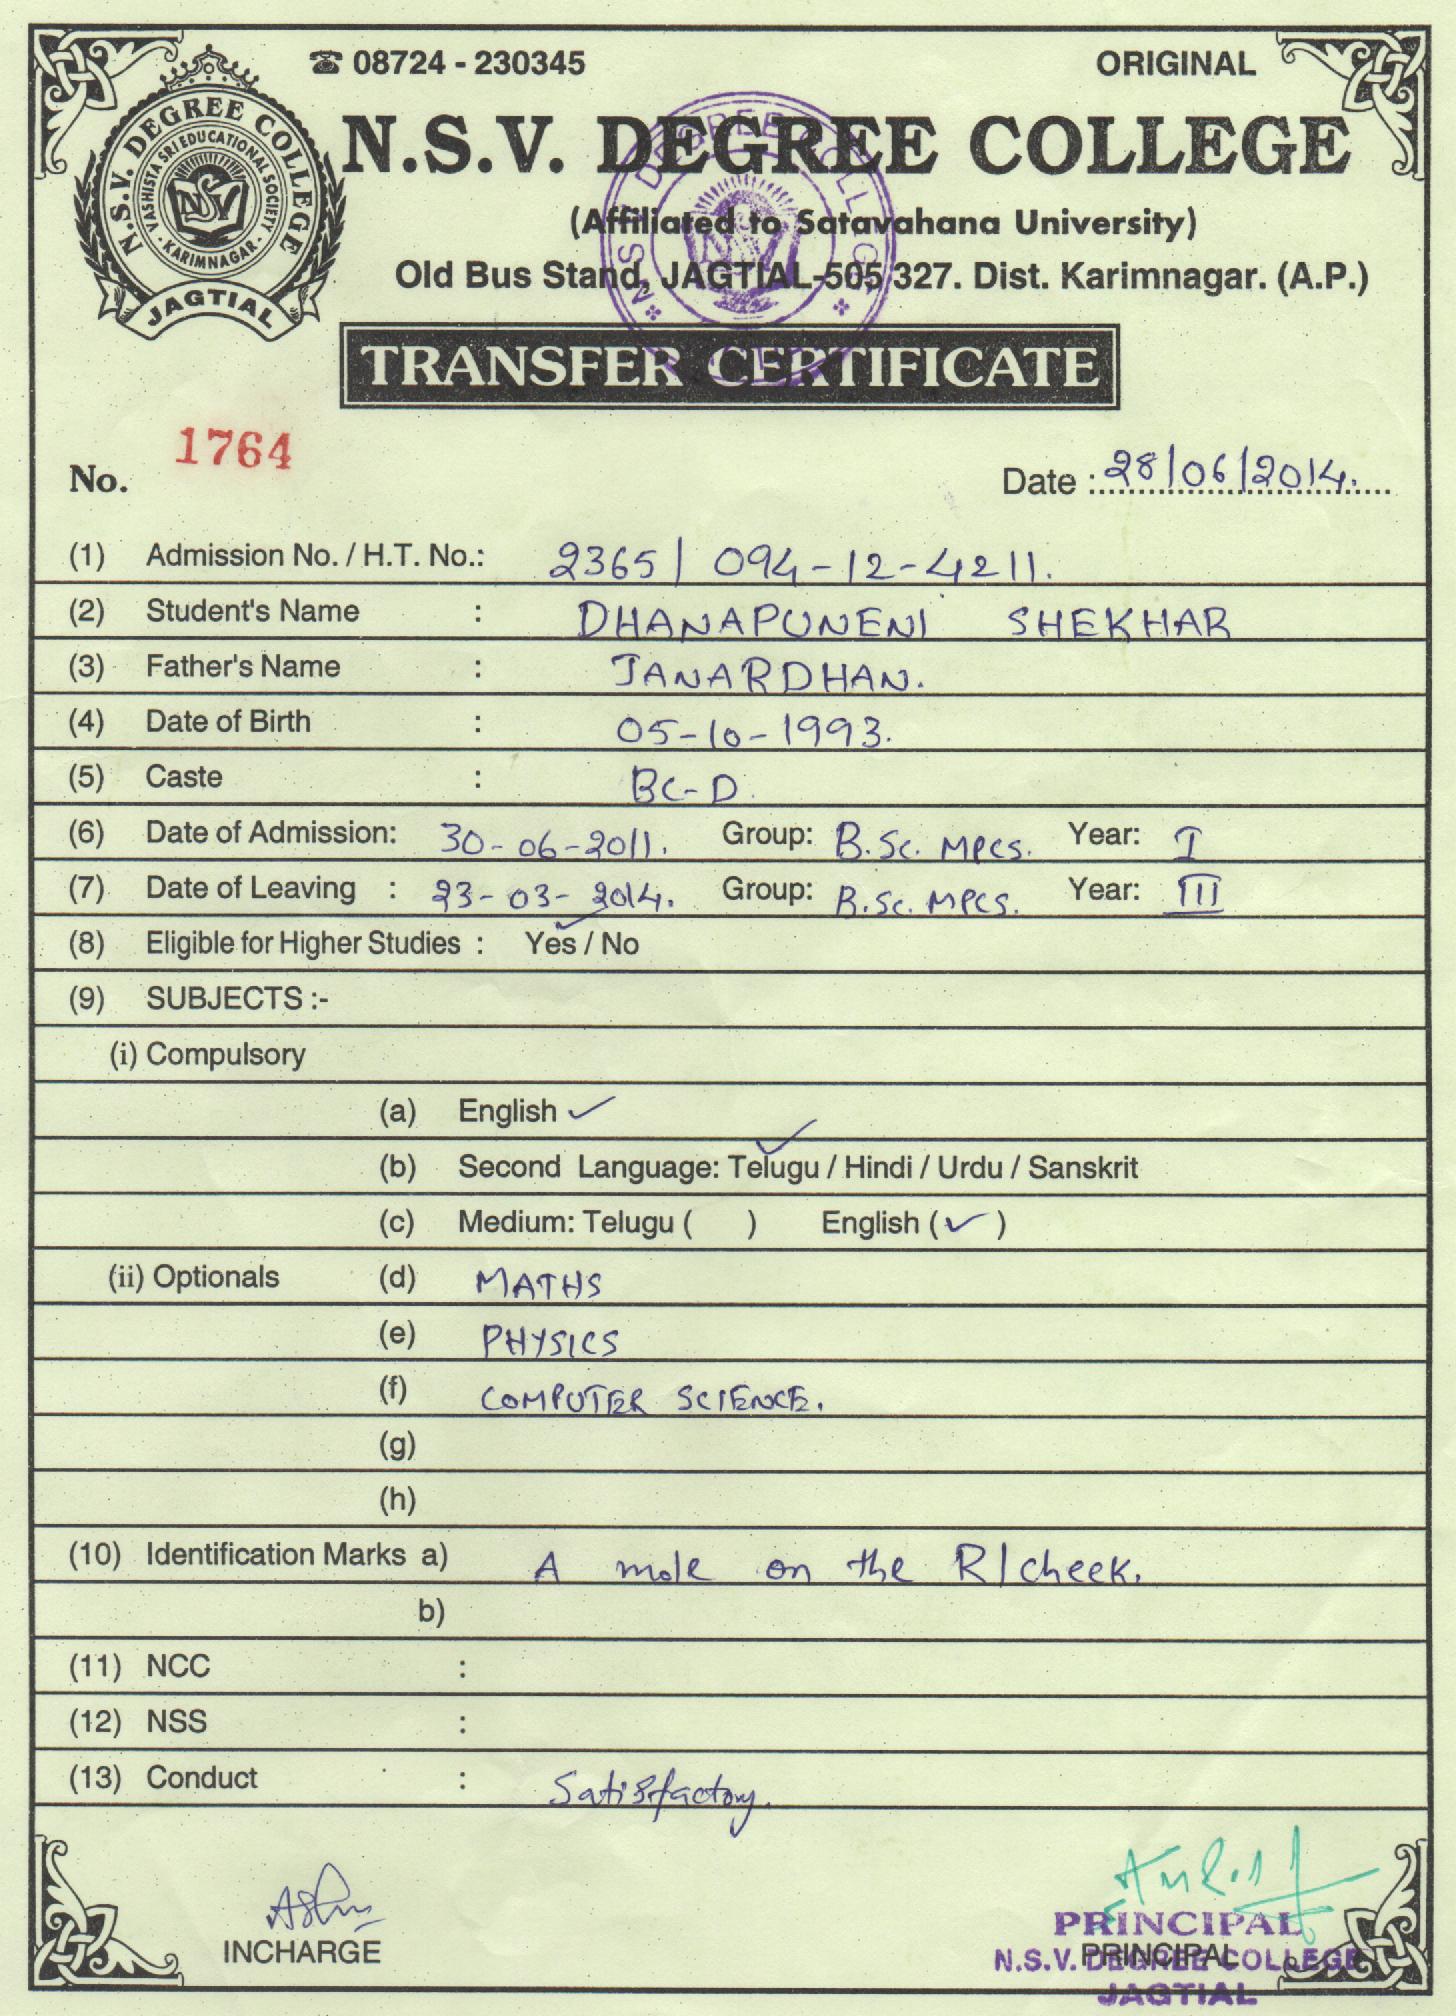 ☎ 08724 - 230345 ORIGINAL
N.S.V. DEGREE COLLEGE
N.S.V. DEGREE COLLEGE
VASHISTA SRI EDUCATIONAL SOCIETY
- KARIMNAGAR -
NSV
JAGTIAL
(Affiliated to Satavahana University)
Old Bus Stand, JAGTIAL-505 327. Dist. Karimnagar. (A.P.)
TRANSFER CERTIFICATE
No. 1764 Date : 28/06/2014.
(1) Admission No. / H.T. No.: 2365 / 094-12-4211.
(2) Student's Name : DHANAPUNENI SHEKHAR
(3) Father's Name : JANARDHAN.
(4) Date of Birth : 05-10-1993.
(5) Caste : BC-D.
(6) Date of Admission: 30-06-2011. Group: B.Sc. MPCS. Year: I
(7) Date of Leaving : 23-03-2014. Group: B.Sc. MPCS. Year: III
(8) Eligible for Higher Studies : Yes / No
(9) SUBJECTS :-
(i) Compulsory
(a) English ✓
(b) Second Language: Telugu / Hindi / Urdu / Sanskrit
(c) Medium: Telugu ( ) English (✓)
(ii) Optionals (d) MATHS
(e) PHYSICS
(f) COMPUTER SCIENCE.
(g)
(h)
(10) Identification Marks a) A mole on the R/cheek.
b)
(11) NCC :
(12) NSS :
(13) Conduct : Satisfactory.
INCHARGE
PRINCIPAL
PRINCIPAL
N.S.V. DEGREE COLLEGE
JAGTIAL